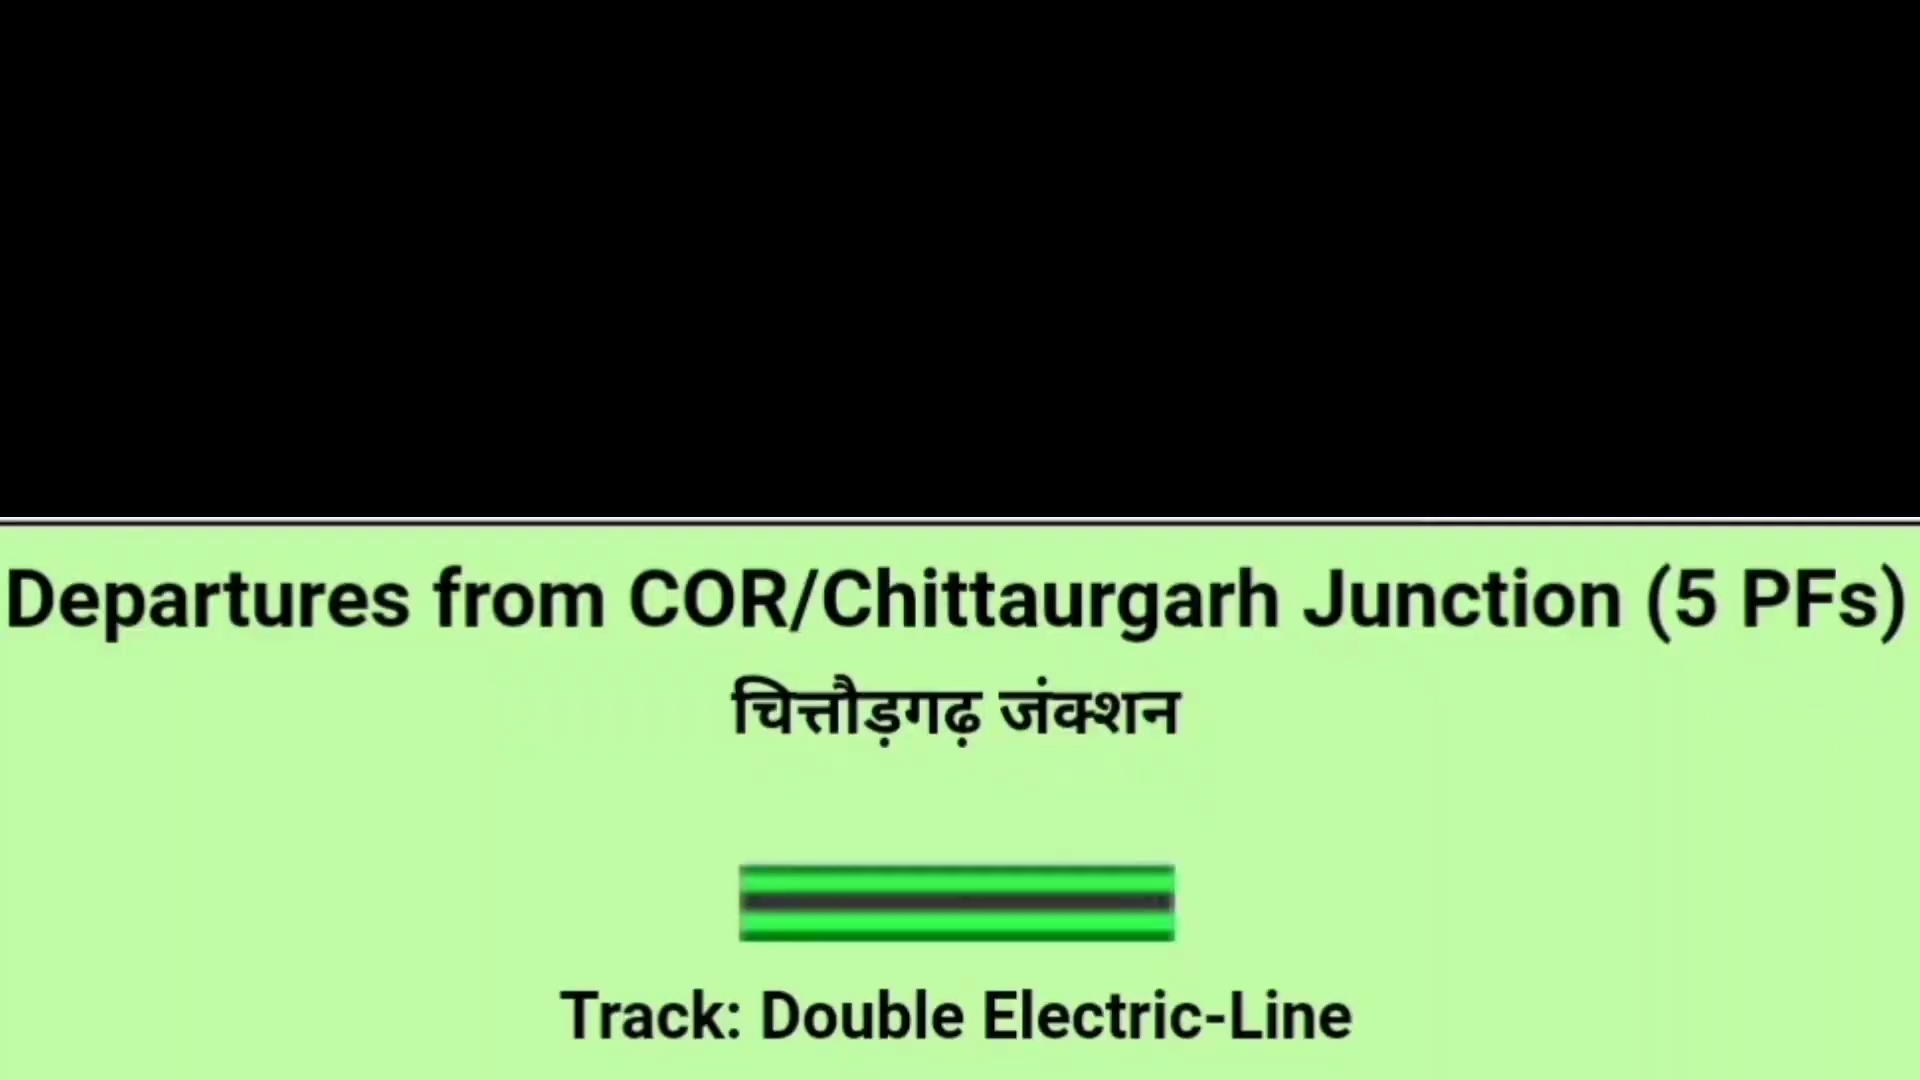 Departures from COR/Chittaurgarh Junction (5 PFs)
चित्तौड़गढ़ जंक्शन
Track: Double Electric-Line